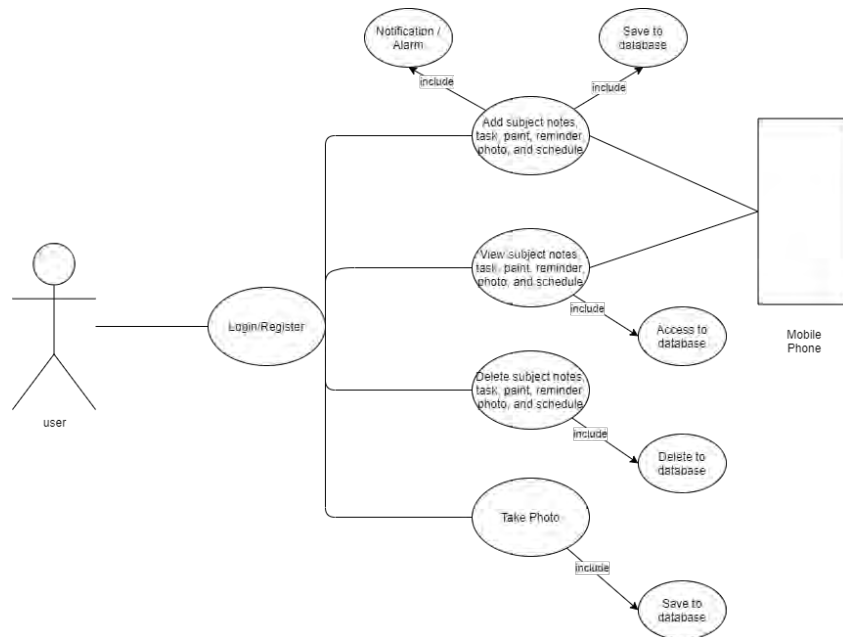 Notification /
Alarm
Save to
database
include
include
Add subject notes,
task, paint, reminder,
photo, and schedule
View subject notes,
task, paint, reminder,
photo, and schedule
include
Login/Register
Access to
database
Mobile
Phone
Delete subject notes,
task, paint, reminder,
photo, and schedule
user
include
Delete to
database
Take Photo
include
Save to
database